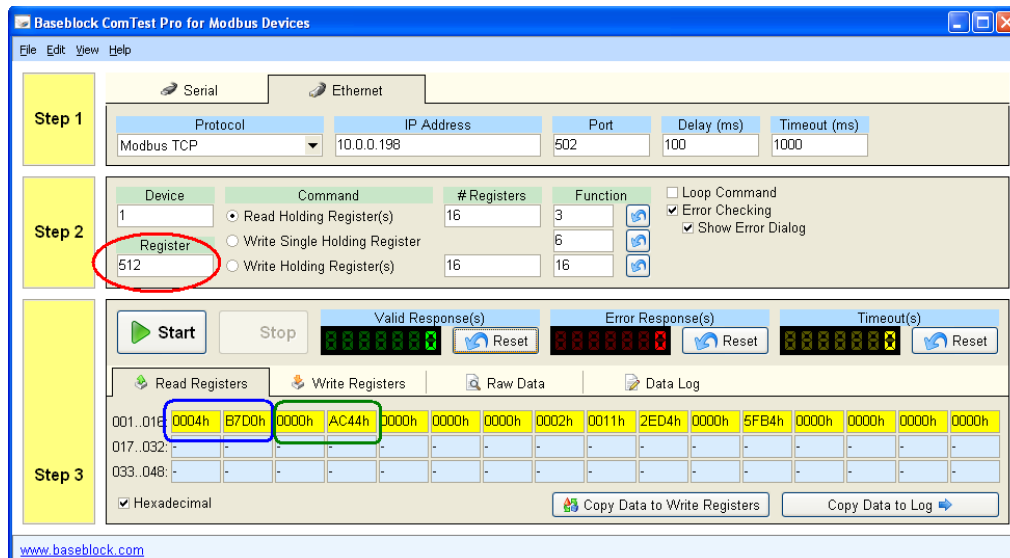 Baseblock ComTest Pro for Modbus Devices
File Edit View Help
Step 1
Serial Ethernet
Protocol IP Address Port Delay (ms) Timeout (ms)
Modbus TCP 10.0.0.198 502 100 1000
Step 2
Device Command # Registers Function Loop Command
1 Read Holding Register(s) 16 3 Error Checking
Register Write Single Holding Register 6 Show Error Dialog
512 Write Holding Register(s) 16 16
Step 3
Start Stop Valid Response(s) Error Response(s) Timeout(s)
0 Reset 0 Reset 0 Reset
Read Registers Write Registers Raw Data Data Log
001..016: 0004h B7D0h 0000h AC44h 0000h 0000h 0000h 0002h 0011h 2ED4h 0000h 5FB4h 0000h 0000h 0000h 0000h
017..032: - - - - - - - - - - - - - - - -
033..048: - - - - - - - - - - - - - - - -
Hexadecimal Copy Data to Write Registers Copy Data to Log
www.baseblock.com